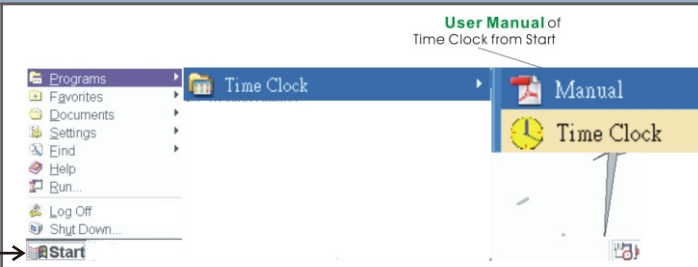 User Manual of
Time Clock from Start
Programs
Favorites
Documents
Settings
Find
Help
Run...
Log Off
Shut Down...
Start
Time Clock
Manual
Time Clock